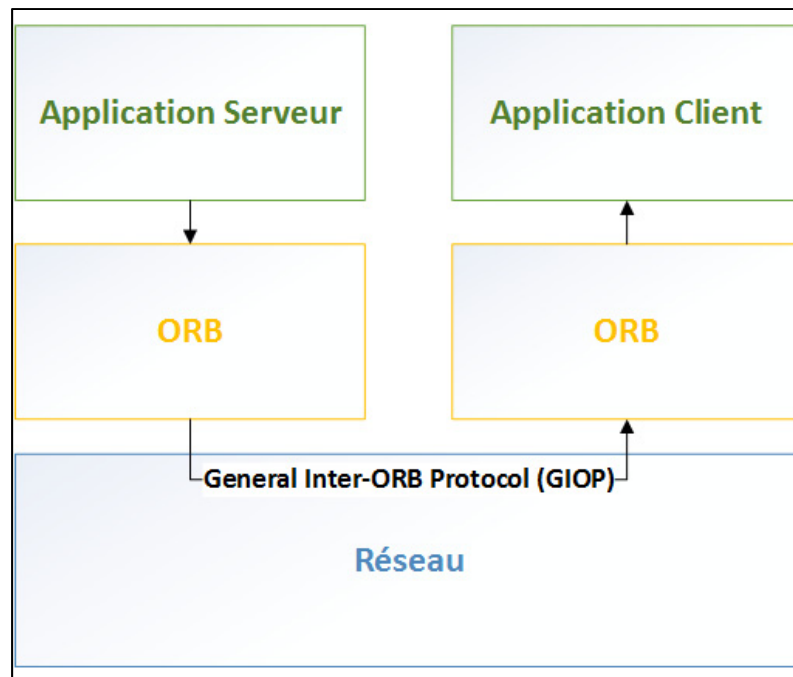 Application Serveur
Application Client
ORB
ORB
General Inter-ORB Protocol (GIOP)
Réseau